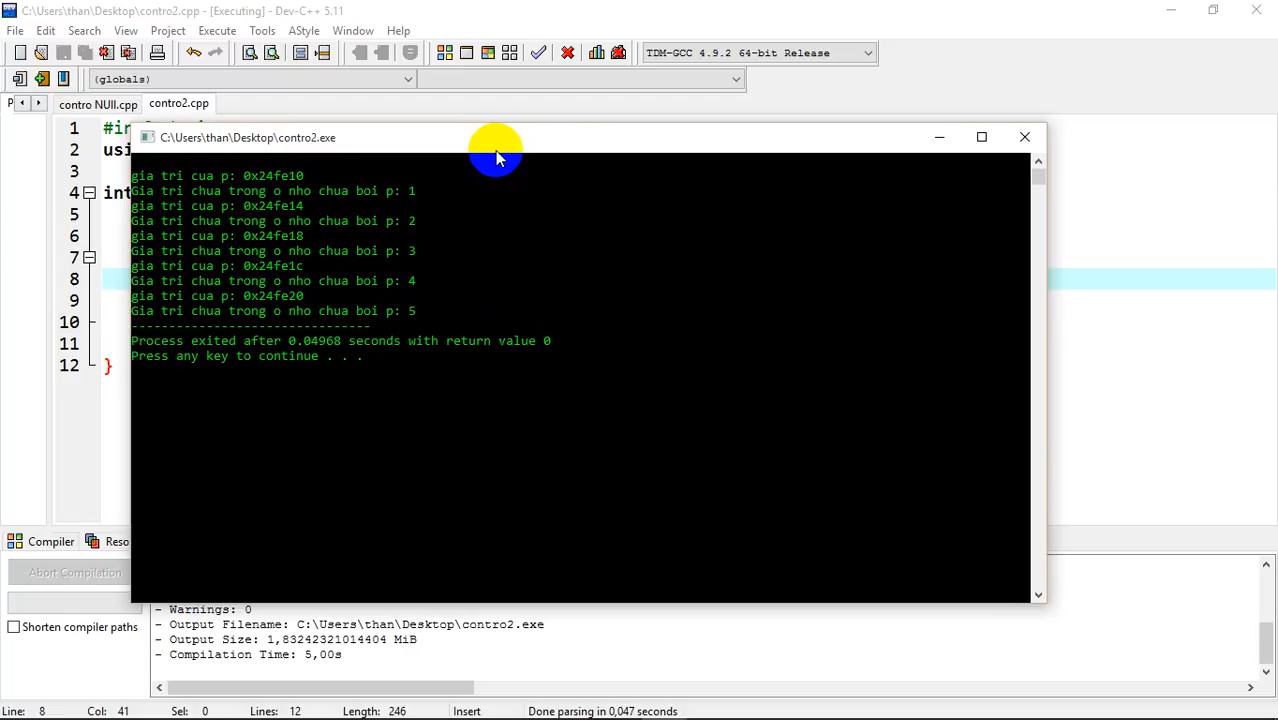 C:\Users\than\Desktop\contro2.cpp - [Executing] - Dev-C++ 5.11
File Edit Search View Project Execute Tools AStyle Window Help
TDM-GCC 4.9.2 64-bit Release
(globals)
contro NUll.cpp contro2.cpp
1
2
3
4 int
5
6
7
8
9
10
11
12 }
C:\Users\than\Desktop\contro2.exe
gia tri cua p: 0x24fe10
Gia tri chua trong o nho chua boi p: 1
gia tri cua p: 0x24fe14
Gia tri chua trong o nho chua boi p: 2
gia tri cua p: 0x24fe18
Gia tri chua trong o nho chua boi p: 3
gia tri cua p: 0x24fe1c
Gia tri chua trong o nho chua boi p: 4
gia tri cua p: 0x24fe20
Gia tri chua trong o nho chua boi p: 5
--------------------------------
Process exited after 0.04968 seconds with return value 0
Press any key to continue . . .
Compiler Reso
Abort Compilation
Shorten compiler paths
- Warnings: 0
- Output Filename: C:\Users\than\Desktop\contro2.exe
- Output Size: 1,83242321014404 MiB
- Compilation Time: 5,00s
Line: 8 Col: 41 Sel: 0 Lines: 12 Length: 246 Insert Done parsing in 0,047 seconds